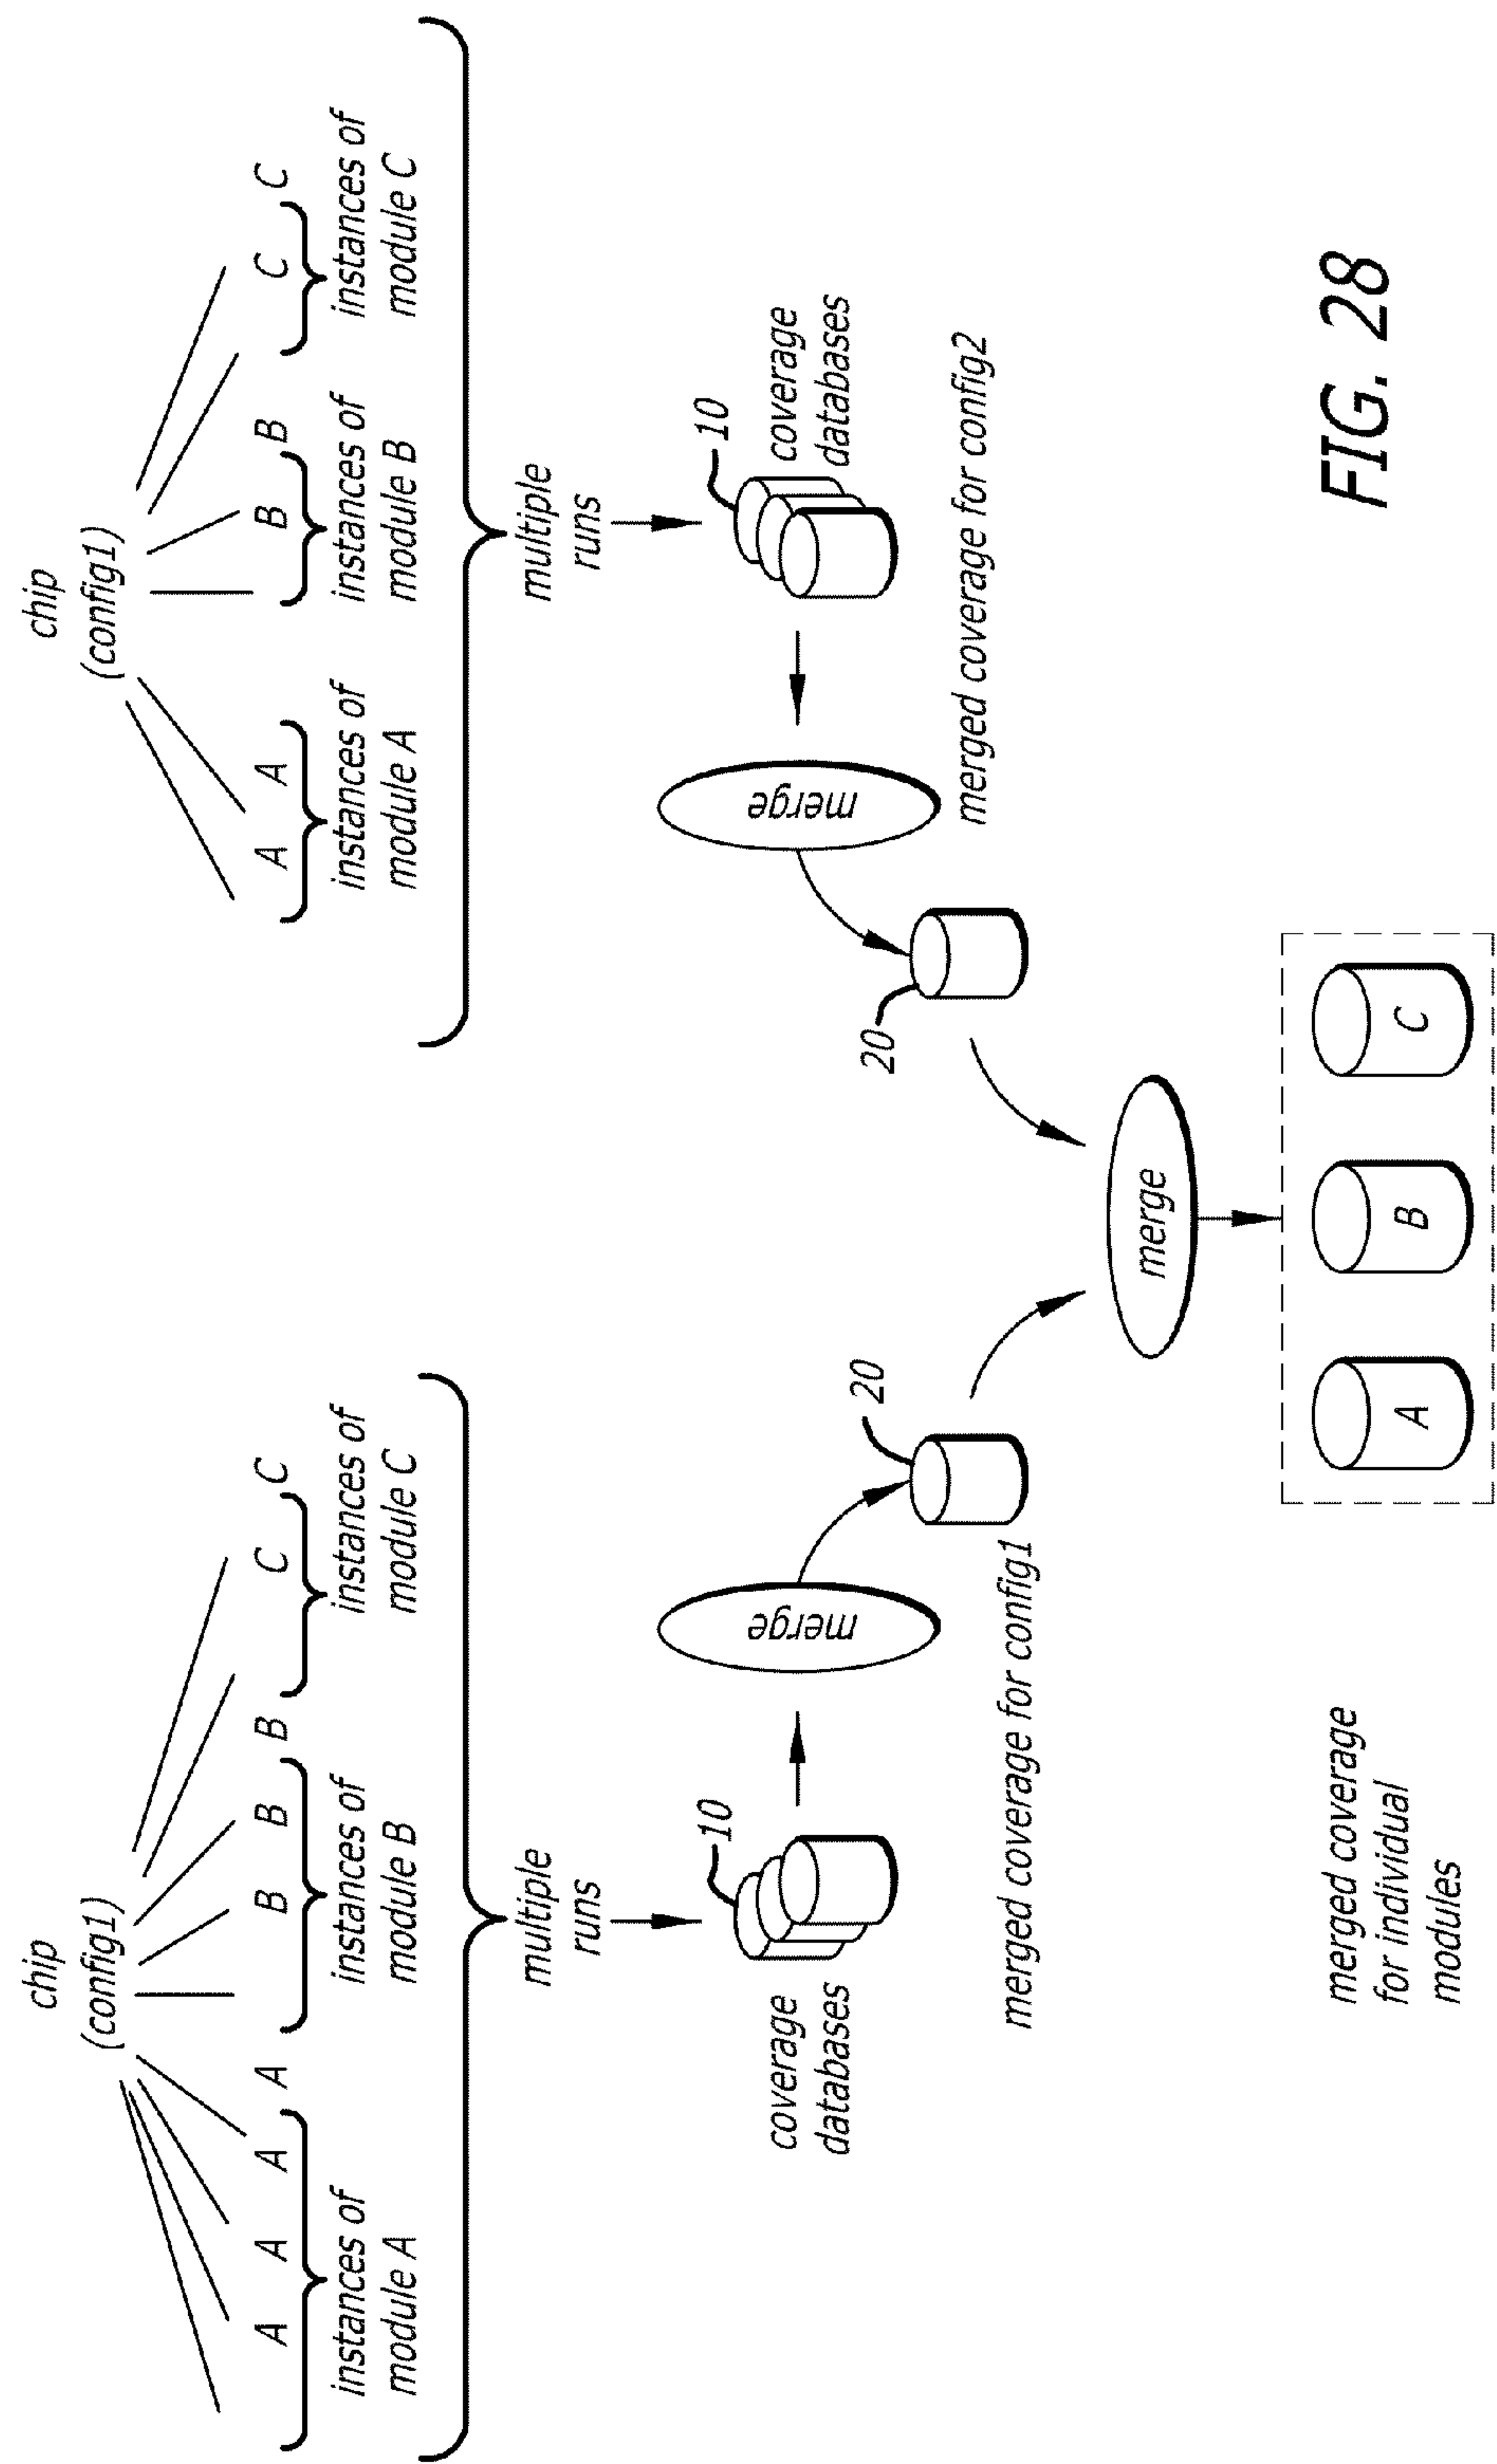 chip
(config1)
A A A A
B B B
C C
instances of
module A
instances of
module B
instances of
module C
multiple
runs
10
coverage
databases
merge
20
merged coverage for config1
chip
(config1)
A A
B B
C C
instances of
module A
instances of
module B
instances of
module C
multiple
runs
10
coverage
databases
merge
20
merged coverage for config2
merge
merged coverage
for individual
modules
A B C
FIG. 28